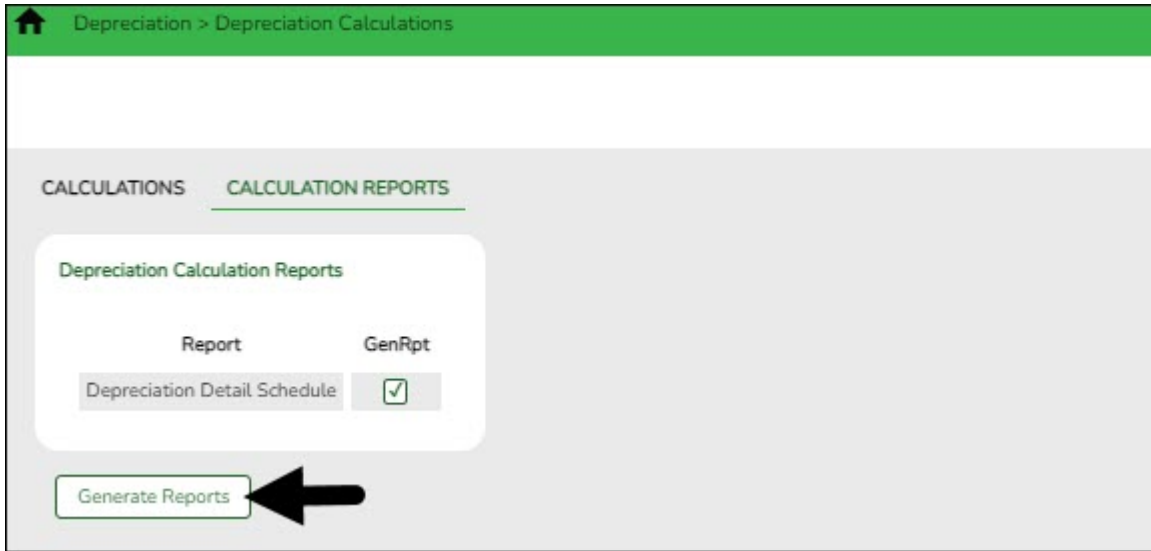 Depreciation > Depreciation Calculations
CALCULATIONS CALCULATION REPORTS
Depreciation Calculation Reports
Report GenRpt
Depreciation Detail Schedule
Generate Reports